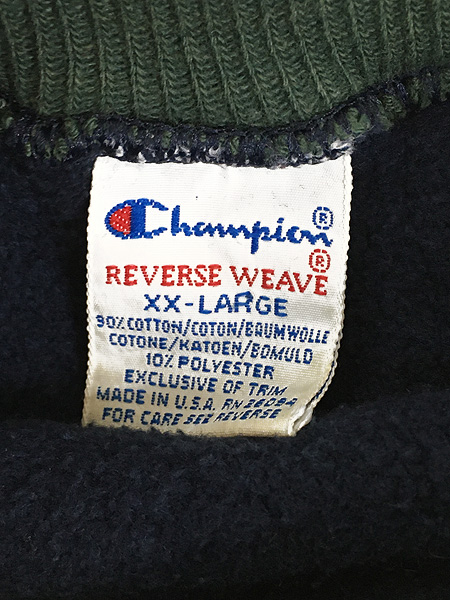 Champion®
REVERSE WEAVE®
XX-LARGE
90% COTTON/COTON/BAUMWOLLE
COTONE/KATOEN/BOMULD
10% POLYESTER
EXCLUSIVE OF TRIM
MADE IN U.S.A. RN 26094
FOR CARE SEE REVERSE